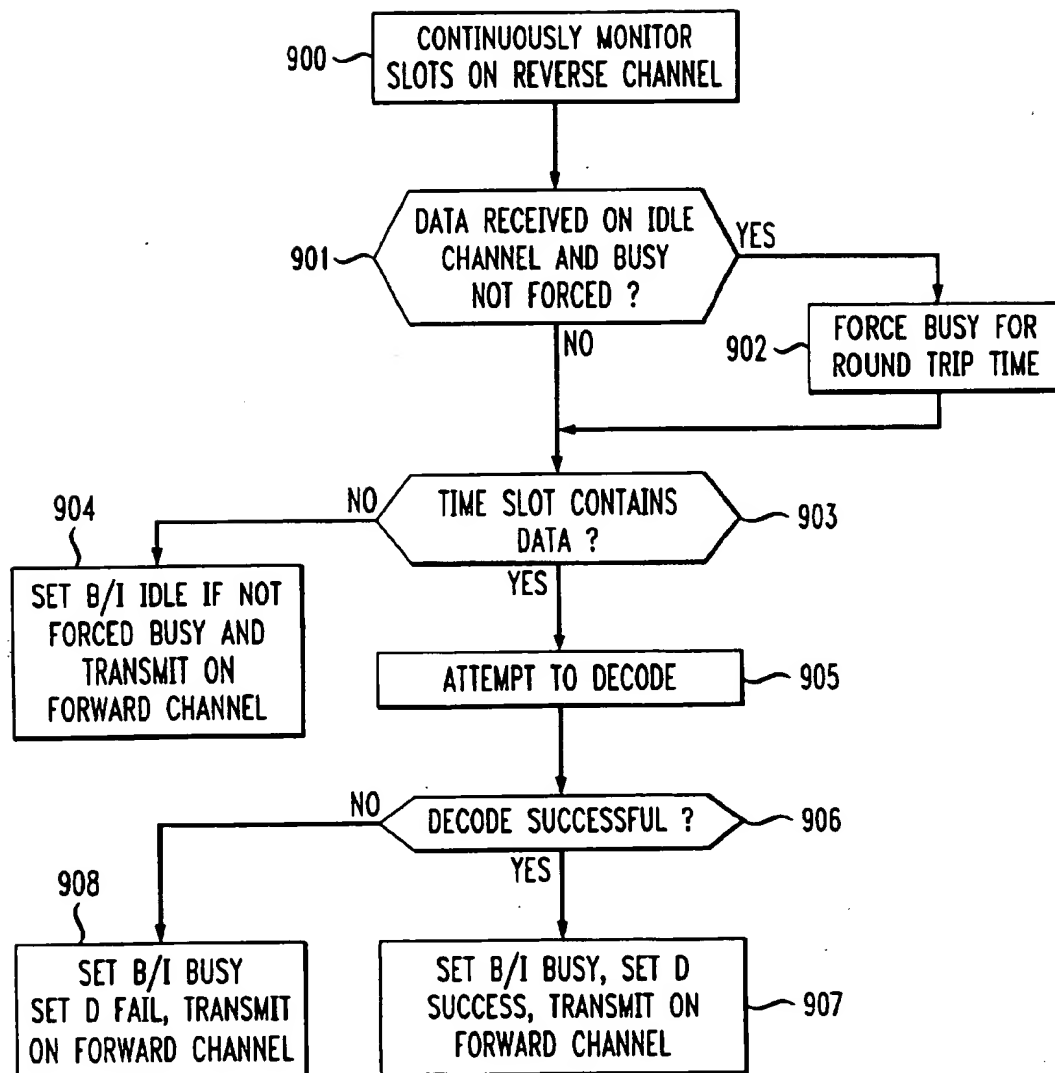 900
CONTINUOUSLY MONITOR
SLOTS ON REVERSE CHANNEL
901
DATA RECEIVED ON IDLE
CHANNEL AND BUSY
NOT FORCED ?
YES
NO
902
FORCE BUSY FOR
ROUND TRIP TIME
TIME SLOT CONTAINS
DATA ?
903
NO
YES
904
SET B/I IDLE IF NOT
FORCED BUSY AND
TRANSMIT ON
FORWARD CHANNEL
ATTEMPT TO DECODE
905
DECODE SUCCESSFUL ?
906
NO
YES
908
SET B/I BUSY
SET D FAIL, TRANSMIT
ON FORWARD CHANNEL
SET B/I BUSY, SET D
SUCCESS, TRANSMIT ON
FORWARD CHANNEL
907